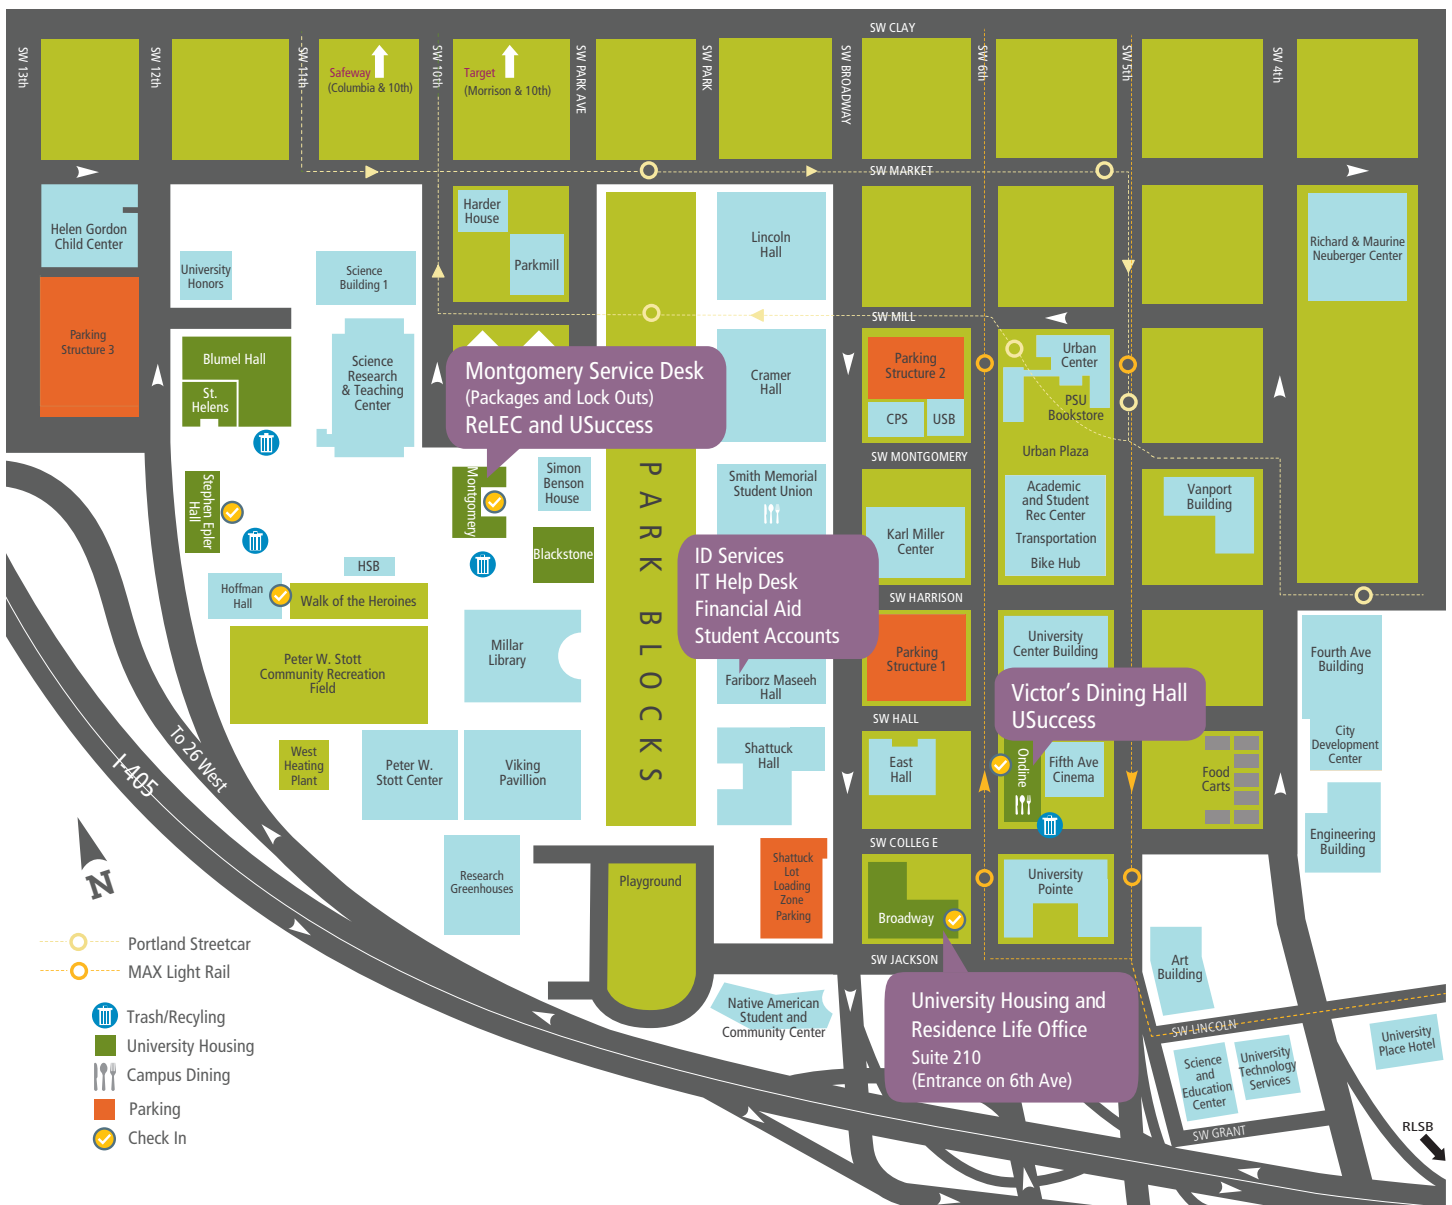 SW CLAY
SW 13th
SW 12th
SW 11th
SW 10th
SW PARK AVE
SW PARK
SW BROADWAY
SW 6th
SW 5th
SW 4th
Safeway
(Columbia & 10th)
Target
(Morrison & 10th)
SW MARKET
Helen Gordon
Child Center
University
Honors
Science
Building 1
Harder
House
Parkmill
Lincoln
Hall
Richard & Maurine
Neuberger Center
SW MILL
Parking
Structure 3
Blumel Hall
St.
Helens
Science
Research
& Teaching
Center
Montgomery Service Desk
(Packages and Lock Outs)
ReLEC and USuccess
Cramer
Hall
Parking
Structure 2
CPS
USB
Urban
Center
PSU
Bookstore
Urban Plaza
SW MONTGOMERY
Stephen Epler
Hall
Montgomery
Simon
Benson
House
Blackstone
PARK BLOCKS
Smith Memorial
Student Union
Karl Miller
Center
Academic
and Student
Rec Center
Transportation
Bike Hub
Vanport
Building
HSB
Hoffman
Hall
Walk of the Heroines
ID Services
IT Help Desk
Financial Aid
Student Accounts
SW HARRISON
Peter W. Stott
Community Recreation
Field
Millar
Library
Fariborz Maseeh
Hall
Parking
Structure 1
University
Center Building
Fourth Ave
Building
Victor's Dining Hall
USuccess
SW HALL
West
Heating
Plant
Peter W.
Stott Center
Viking
Pavillion
Shattuck
Hall
East
Hall
Ondine
Fifth Ave
Cinema
Food
Carts
City
Development
Center
To 26 West
I-405
SW COLLEGE
Engineering
Building
N
Research
Greenhouses
Playground
Shattuck
Lot
Loading
Zone
Parking
Broadway
University
Pointe
SW JACKSON
Art
Building
Native American
Student and
Community Center
University Housing and
Residence Life Office
Suite 210
(Entrance on 6th Ave)
SW LINCOLN
University
Place Hotel
Science
and
Education
Center
University
Technology
Services
SW GRANT
RLSB
Portland Streetcar
MAX Light Rail
Trash/Recyling
University Housing
Campus Dining
Parking
Check In